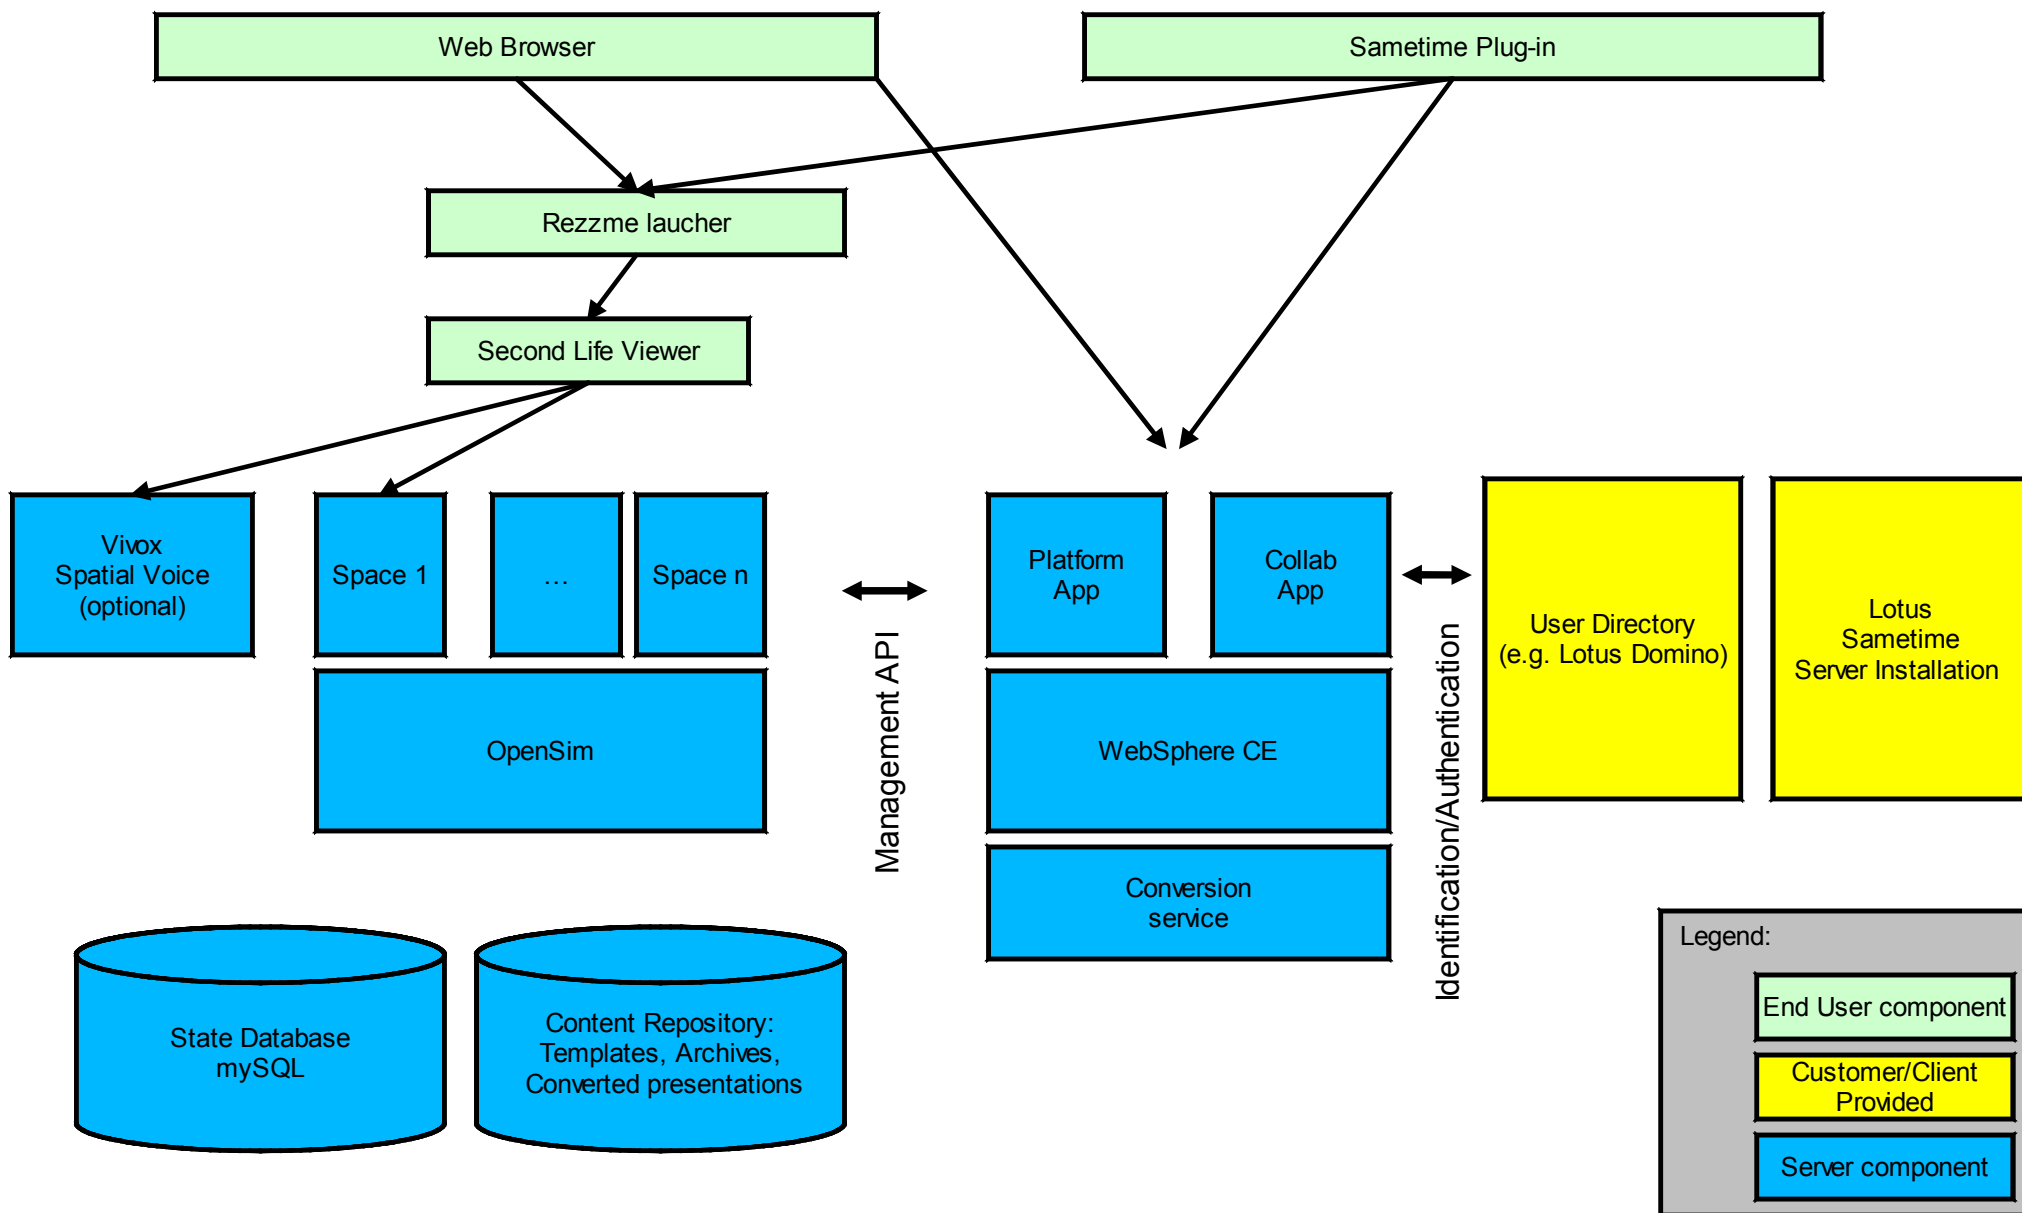 Web Browser
Sametime Plug-in
Rezzme laucher
Second Life Viewer
Vivox
Spatial Voice
(optional)
Space 1
...
Space n
Platform
App
Collab
App
User Directory
(e.g. Lotus Domino)
Lotus
Sametime
Server Installation
OpenSim
Management API
WebSphere CE
Identification/Authentication
Conversion
service
State Database
mySQL
Content Repository:
Templates, Archives,
Converted presentations
Legend:
End User component
Customer/Client
Provided
Server component